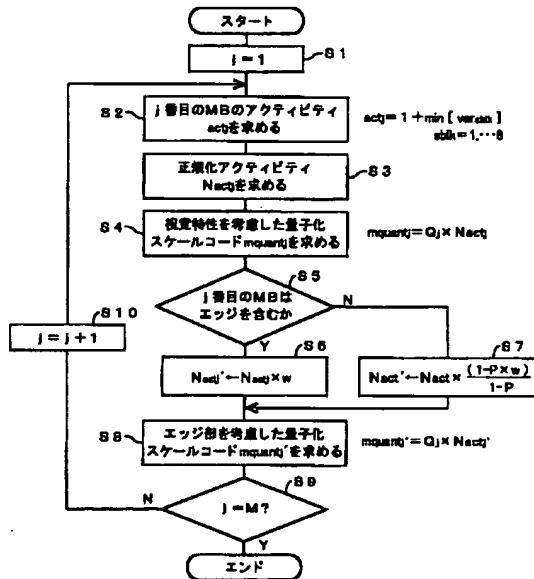 スタート
S1
j=1
S2
j番目のMBのアクティビティ
actjを求める
actj=1+min[varsblk]
sblk=1,…8
S3
正規化アクティビティ
Nactjを求める
S4
視覚特性を考慮した量子化
スケールコードmquantjを求める
mquantj=Qj×Nactj
S5
j番目のMBは
エッジを含むか
N
Y
S10
j=j+1
S6
Nactj'←Nactj×w
S7
Nact'←Nact×(1-P×w)/1-P
S8
エッジ部を考慮した量子化
スケールコードmquantj'を求める
mquantj'=Qj×Nactj'
S9
N
j=M?
Y
エンド